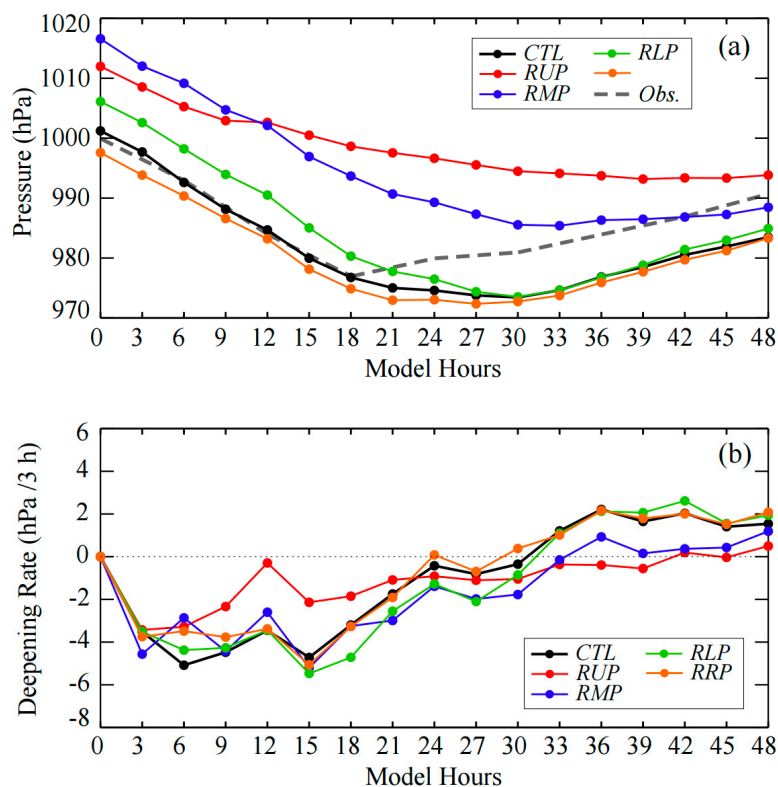 1020
1010
1000
990
980
970
Pressure (hPa)
(a)
CTL RLP
RUP
RMP Obs.
0 3 6 9 12 15 18 21 24 27 30 33 36 39 42 45 48
Model Hours
6
4
2
0
-2
-4
-6
-8
Deepening Rate (hPa /3 h)
(b)
CTL RLP
RUP RRP
RMP
0 3 6 9 12 15 18 21 24 27 30 33 36 39 42 45 48
Model Hours